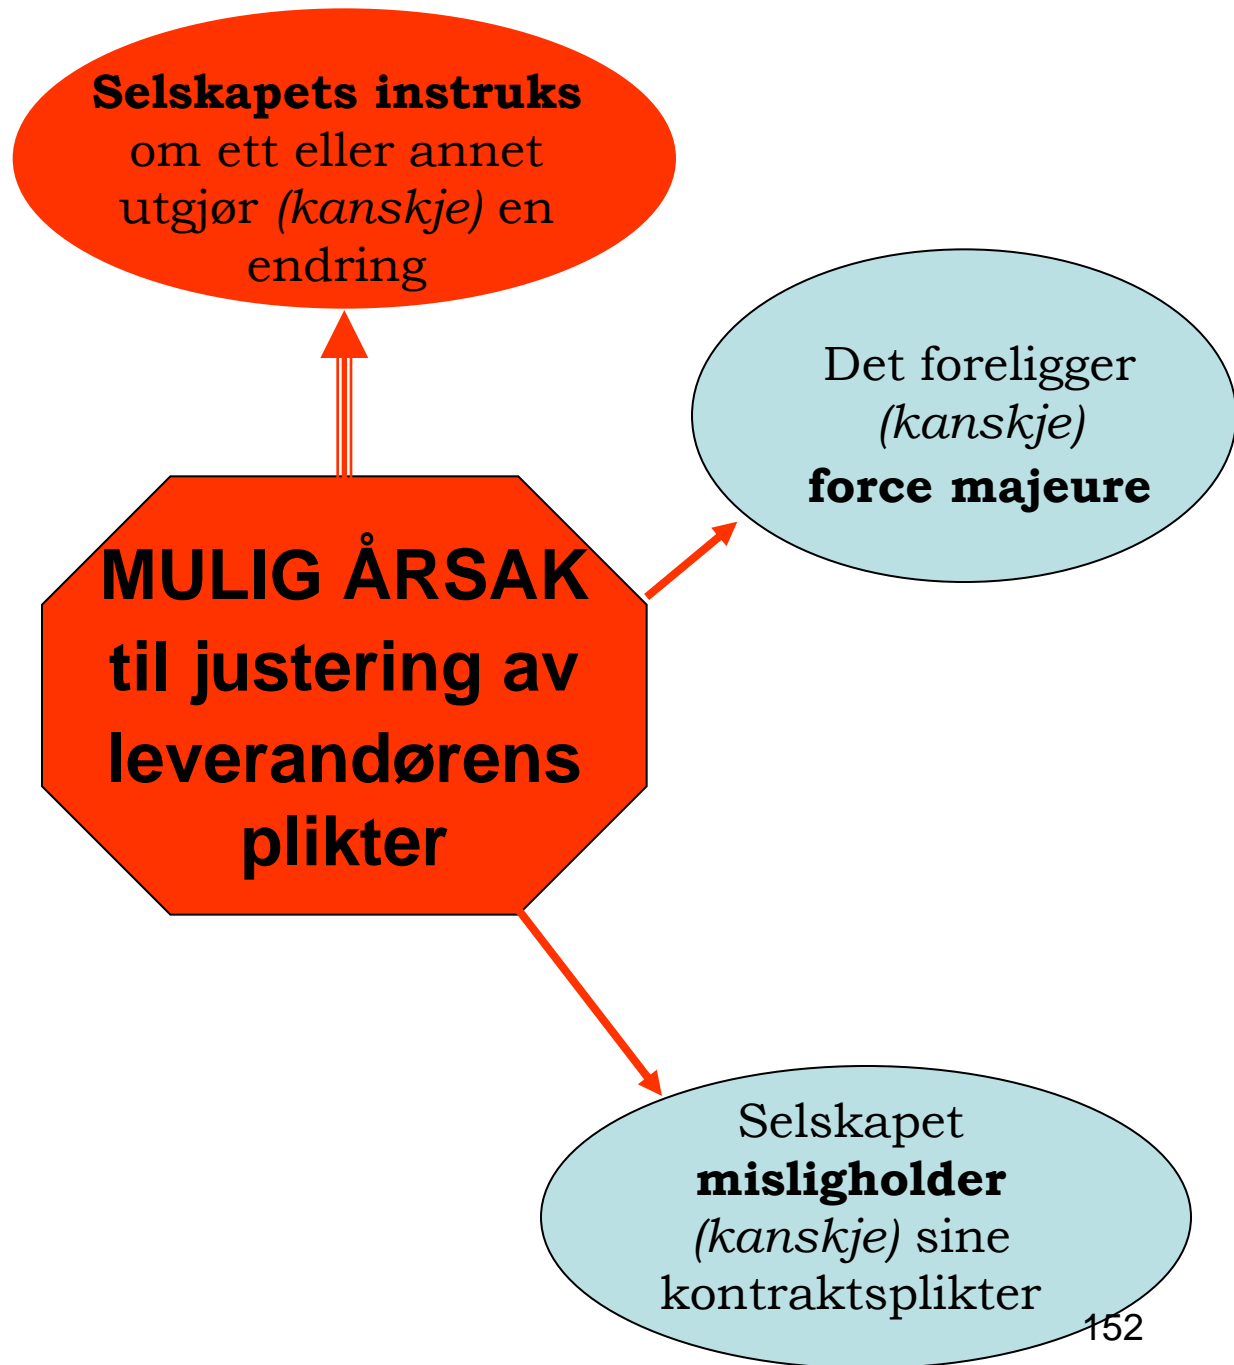 Selskapets instruks
om ett eller annet
utgjør (kanskje) en
endring
Det foreligger
(kanskje)
force majeure
MULIG ÅRSAK
til justering av
leverandørens
plikter
Selskapet
misligholder
(kanskje) sine
kontraktsplikter
152